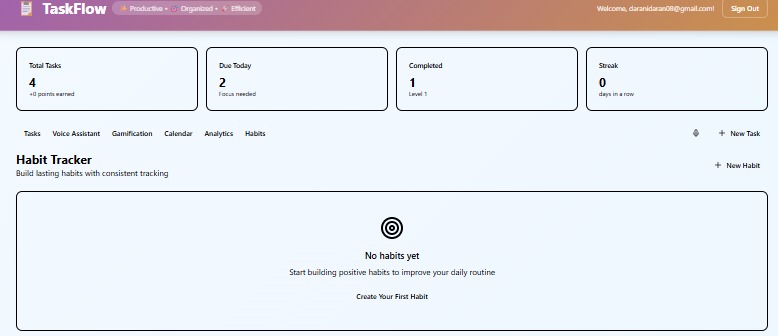 TaskFlow
Productive • Organized • Efficient
Welcome, daranidaran08@gmail.com!
Sign Out
Total Tasks
4
+0 points earned
Due Today
2
Focus needed
Completed
1
Level 1
Streak
0
days in a row
Tasks Voice Assistant Gamification Calendar Analytics Habits
+ New Task
Habit Tracker
Build lasting habits with consistent tracking
+ New Habit
No habits yet
Start building positive habits to improve your daily routine
Create Your First Habit